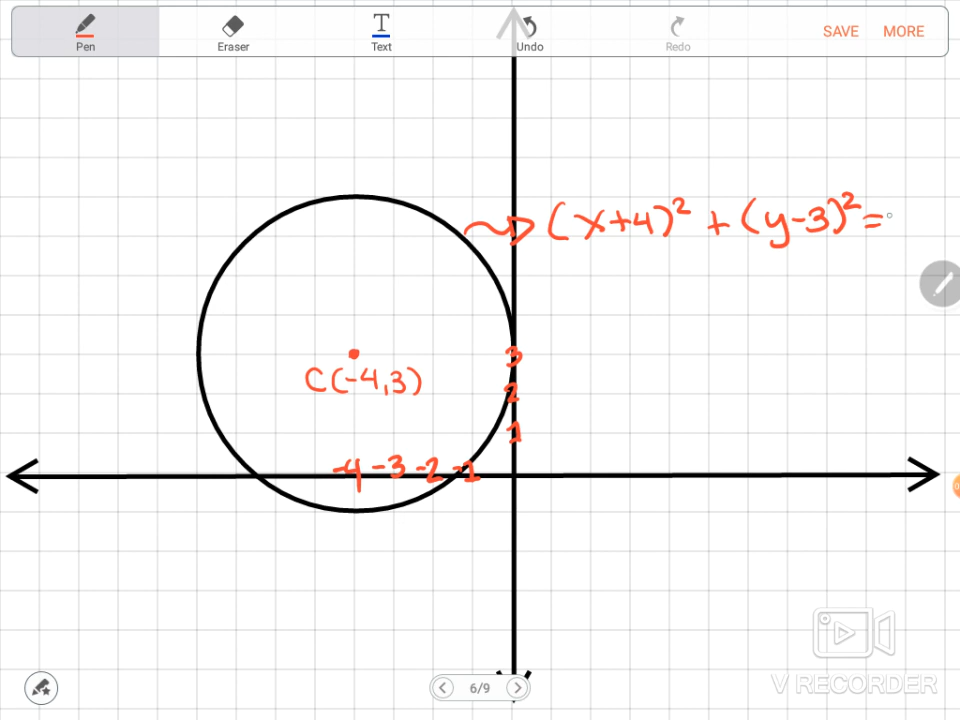 Pen Eraser Text Undo Redo SAVE MORE
(x+4)² + (y-3)² =
3
C(-4,3)
2
1
-4 -3 -2 -1
6/9
V RECORDER